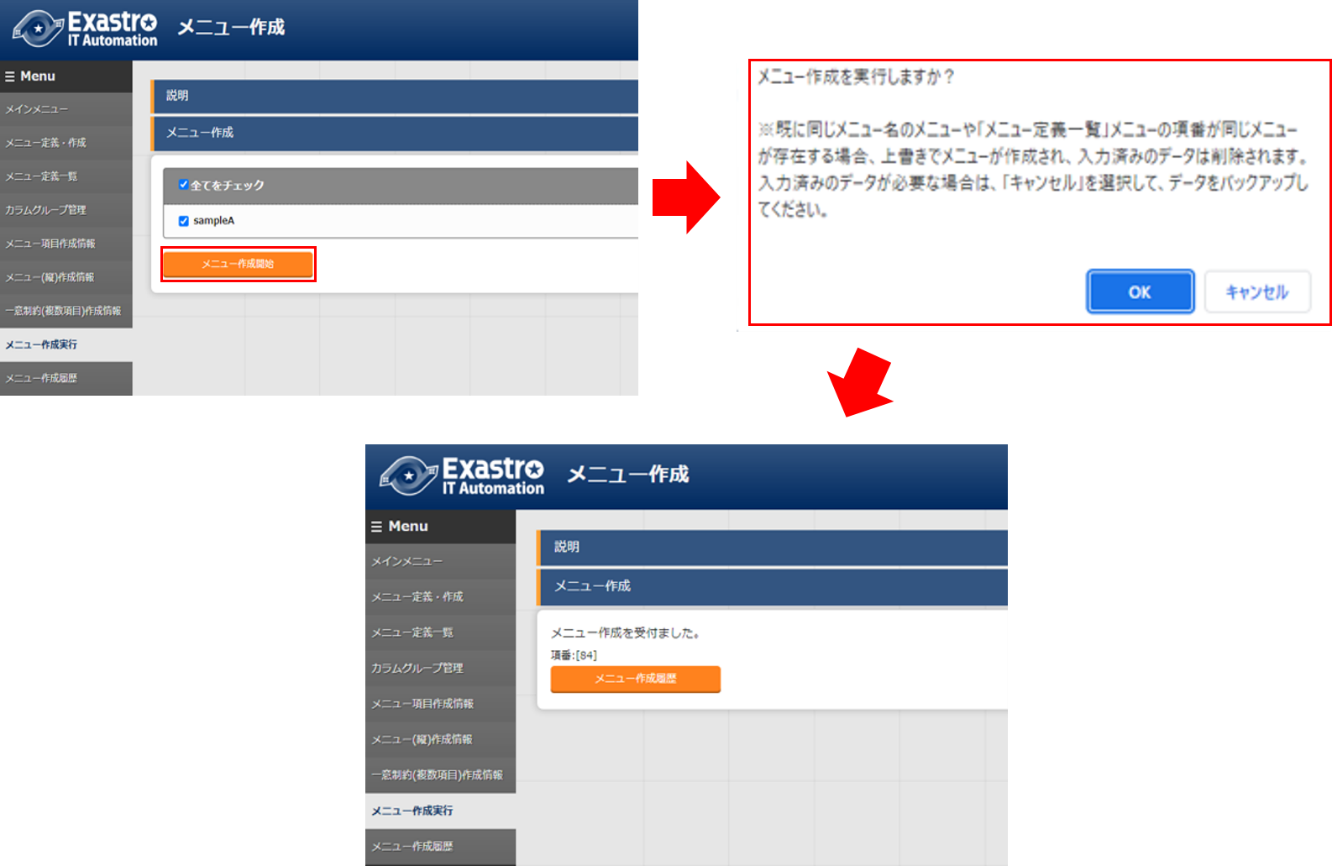 Exastro
IT Automation
メニュー作成
Menu
メインメニュー
メニュー定義・作成
メニュー定義一覧
カラムグループ管理
メニュー項目作成情報
メニュー(縦)作成情報
一意制約(複数項目)作成情報
メニュー作成実行
メニュー作成履歴
説明
メニュー作成
全てをチェック
sampleA
メニュー作成開始
メニュー作成を実行しますか？
※既に同じメニュー名のメニューや「メニュー定義一覧」メニューの項番が同じメニュー
が存在する場合、上書きでメニューが作成され、入力済みのデータは削除されます。
入力済みのデータが必要な場合は、「キャンセル」を選択して、データをバックアップし
てください。
OK
キャンセル
Exastro
IT Automation
メニュー作成
Menu
メインメニュー
メニュー定義・作成
メニュー定義一覧
カラムグループ管理
メニュー項目作成情報
メニュー(縦)作成情報
一意制約(複数項目)作成情報
メニュー作成実行
メニュー作成履歴
説明
メニュー作成
メニュー作成を受付ました。
項番:[84]
メニュー作成履歴